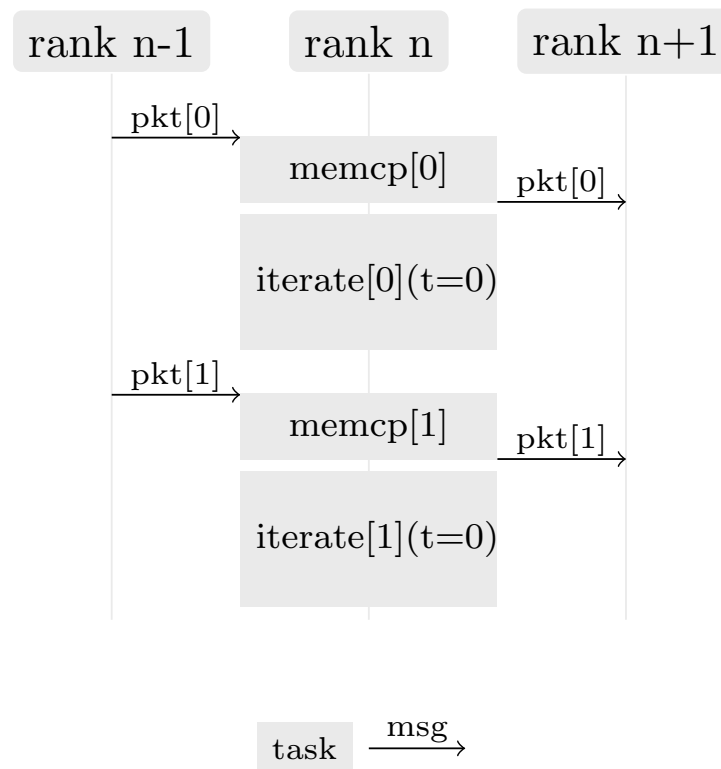 rank n-1
rank n
rank n+1
pkt[0]
memcp[0]
pkt[0]
iterate[0](t=0)
pkt[1]
memcp[1]
pkt[1]
iterate[1](t=0)
task
msg